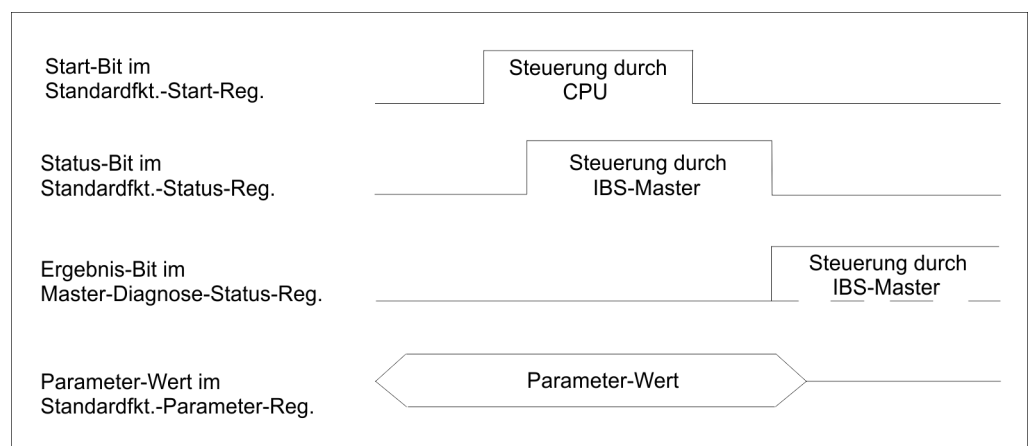 Start-Bit im
Standardfkt.-Start-Reg.
Steuerung durch
CPU
Status-Bit im
Standardfkt.-Status-Reg.
Steuerung durch
IBS-Master
Ergebnis-Bit im
Master-Diagnose-Status-Reg.
Steuerung durch
IBS-Master
Parameter-Wert im
Standardfkt.-Parameter-Reg.
Parameter-Wert